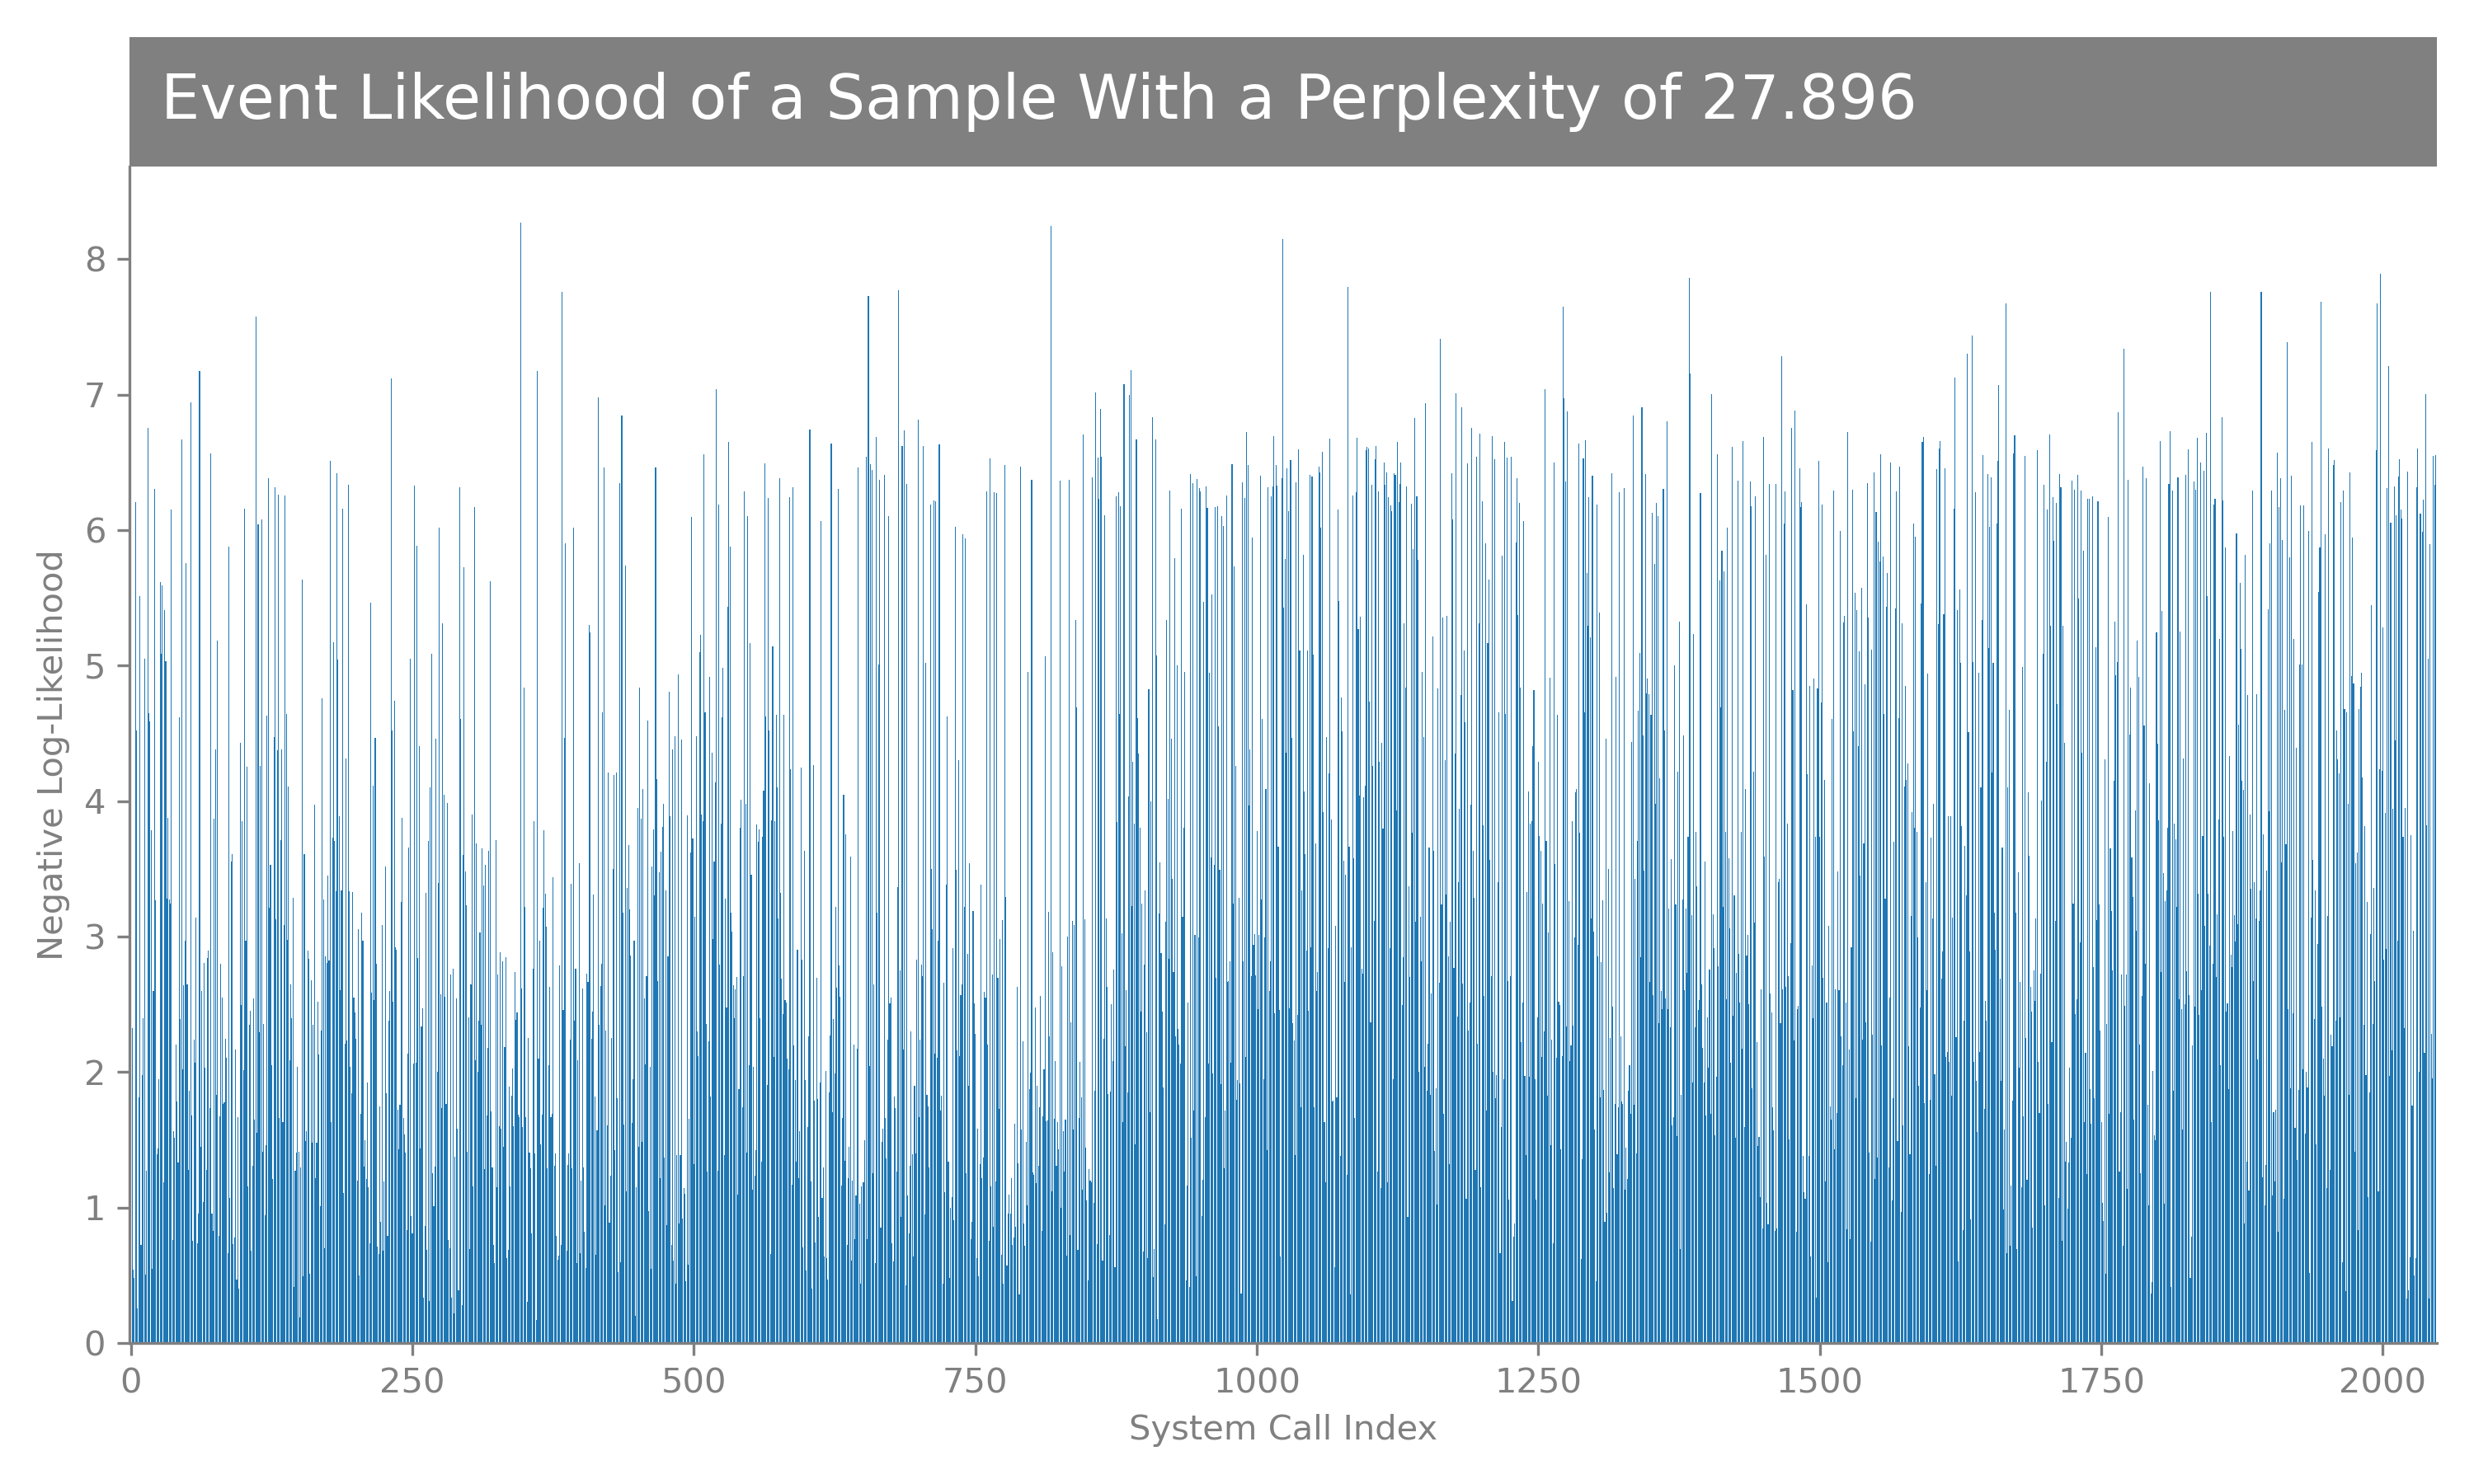 Event Likelihood of a Sample With a Perplexity of 27.896
8
7
6
5
4
3
2
1
0
Negative Log-Likelihood
0 250 500 750 1000 1250 1500 1750 2000
System Call Index